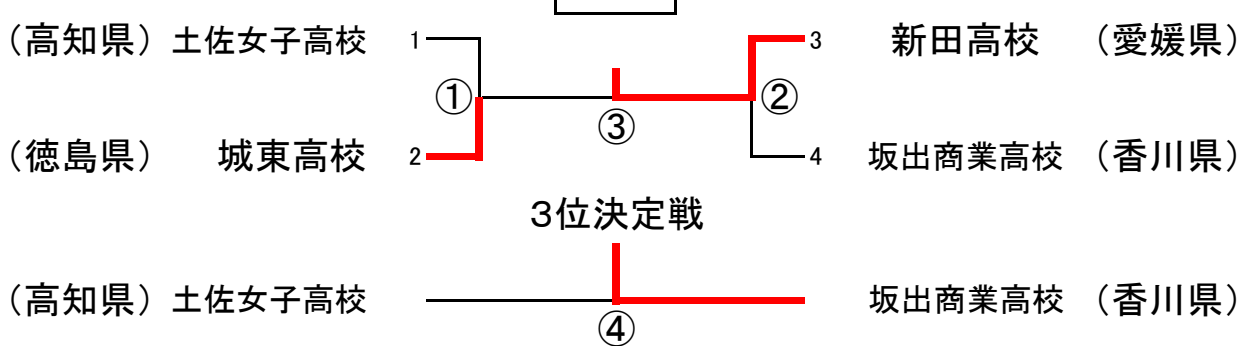 （高知県）土佐女子高校 1 3 新田高校 （愛媛県）
① ②
③
（徳島県） 城東高校 2 4 坂出商業高校 （香川県）
３位決定戦
（高知県）土佐女子高校 坂出商業高校 （香川県）
④